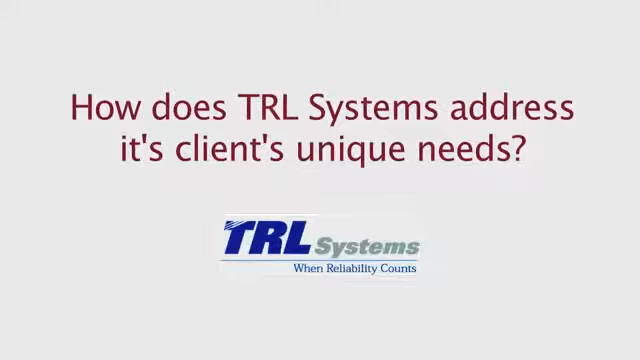 How does TRL Systems address
it's client's unique needs?
TRL Systems
When Reliability Counts